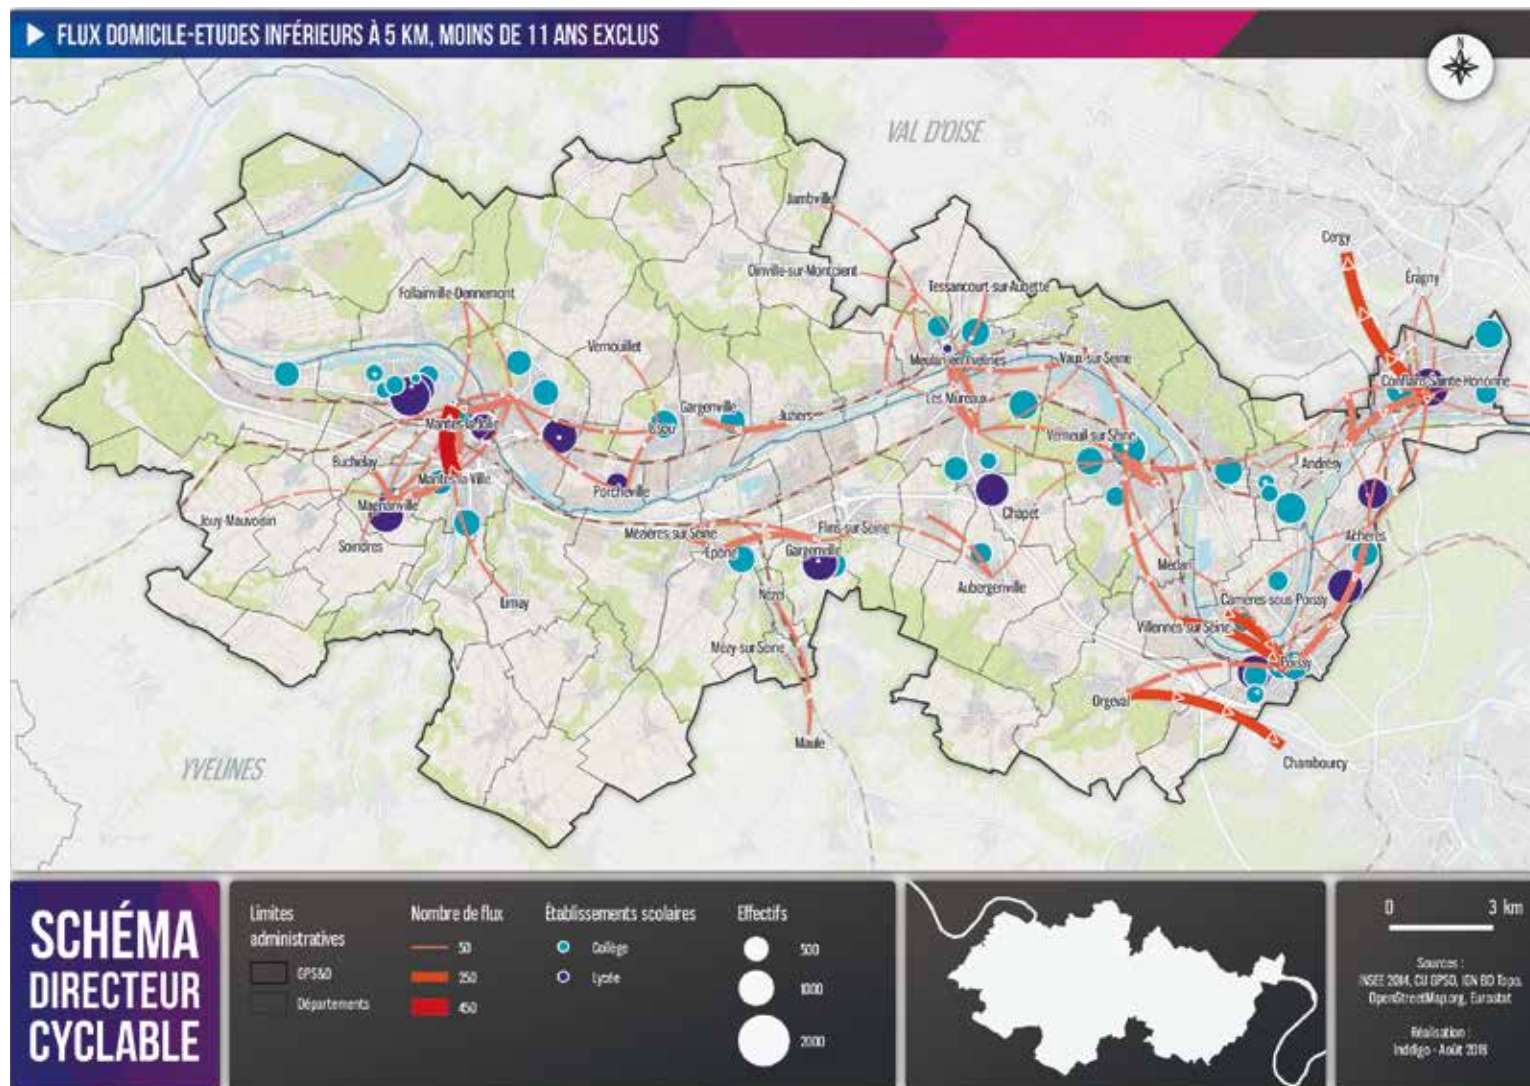 FLUX DOMICILE-ETUDES INFÉRIEURS À 5 KM, MOINS DE 11 ANS EXCLUS
N
VAL D'OISE
Jambville
Cergy
Oinville-sur-Montcient
Éragny
Tessancourt-sur-Aubette
Follainville-Dennemont
Vernouillet
Meulan-en-Yvelines
Vaux-sur-Seine
Conflans-Sainte-Honorine
Les Mureaux
Gargenville
Juziers
Mantes-la-Jolie
Issou
Verneuil-sur-Seine
Buchelay
Andrésy
Mantes-la-Ville
Porcheville
Magnanville
Chapet
Jouy-Mauvoisin
Mézières-sur-Seine
Flins-sur-Seine
Achères
Soindres
Epône
Gargenville
Médan
Aubergenville
Limay
Nézel
Carrières-sous-Poissy
Villennes-sur-Seine
Mézy-sur-Seine
Poissy
Orgeval
Maule
Chambourcy
YVELINES
SCHÉMA
DIRECTEUR
CYCLABLE
Limites
administratives
GPS&O
Départements
Nombre de flux
50
250
450
Établissements scolaires
Collège
Lycée
Effectifs
500
1000
2000
0 3 km
Sources :
INSEE 2014, CU GPSO, IGN BD Topo,
OpenStreetMap.org, Eurostat
Réalisation :
Inddigo - Août 2018